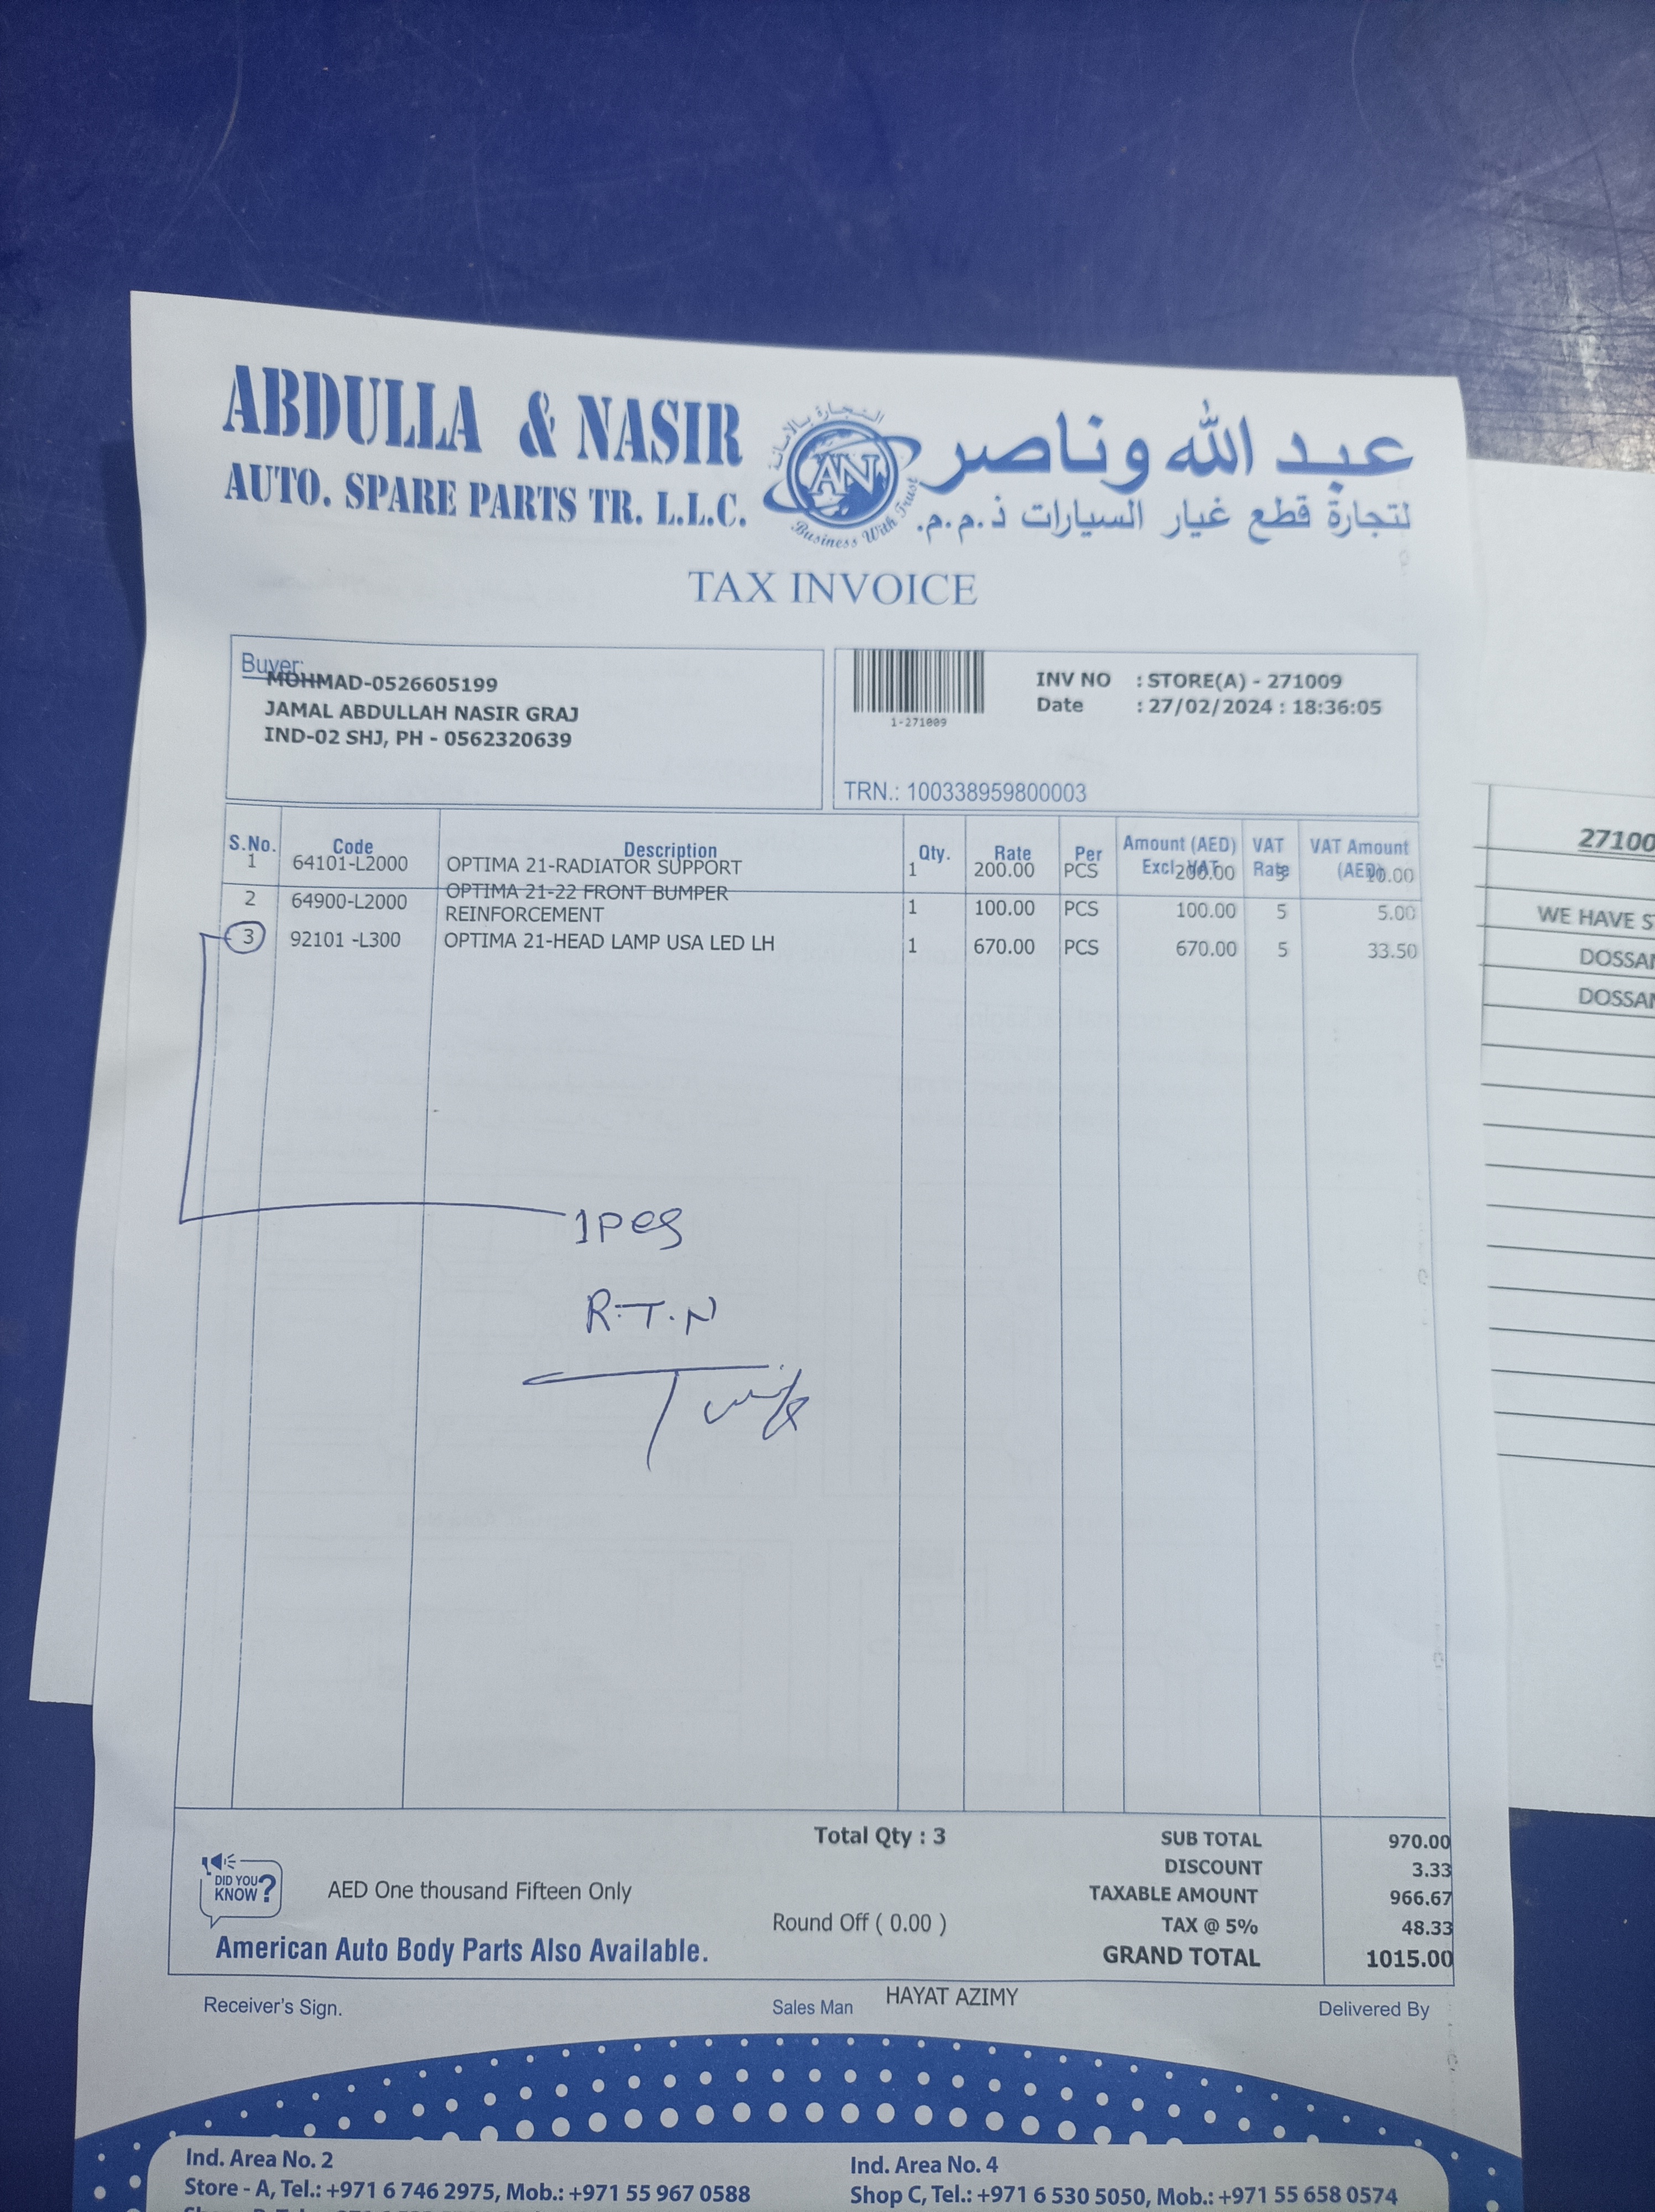 ABDULLA & NASIR
AUTO. SPARE PARTS TR. L.L.C.
عبد الله وناصر
لتجارة قطع غيار السيارات ذ.م.م.
التجارة بالأمانة
AN
Business With Trust
TAX INVOICE
Buyer:
MOHMAD-0526605199
JAMAL ABDULLAH NASIR GRAJ
IND-02 SHJ, PH - 0562320639
1-271009
INV NO : STORE(A) - 271009
Date : 27/02/2024 : 18:36:05
TRN.: 100338959800003
S.No. Code Description Qty. Rate Per Amount (AED) Excl. VAT VAT Rate VAT Amount (AED)
1 64101-L2000 OPTIMA 21-RADIATOR SUPPORT 1 200.00 PCS 200.00 5 10.00
2 64900-L2000 OPTIMA 21-22 FRONT BUMPER REINFORCEMENT 1 100.00 PCS 100.00 5 5.00
3 92101 -L300 OPTIMA 21-HEAD LAMP USA LED LH 1 670.00 PCS 670.00 5 33.50
1 Pcs
R.T.N
Total Qty : 3
SUB TOTAL 970.00
DISCOUNT 3.33
TAXABLE AMOUNT 966.67
TAX @ 5% 48.33
GRAND TOTAL 1015.00
DID YOU KNOW?
AED One thousand Fifteen Only
Round Off ( 0.00 )
American Auto Body Parts Also Available.
Receiver's Sign.
Sales Man HAYAT AZIMY
Delivered By
Ind. Area No. 2
Store - A, Tel.: +971 6 746 2975, Mob.: +971 55 967 0588
Ind. Area No. 4
Shop C, Tel.: +971 6 530 5050, Mob.: +971 55 658 0574
27100
WE HAVE S
DOSSA
DOSSA